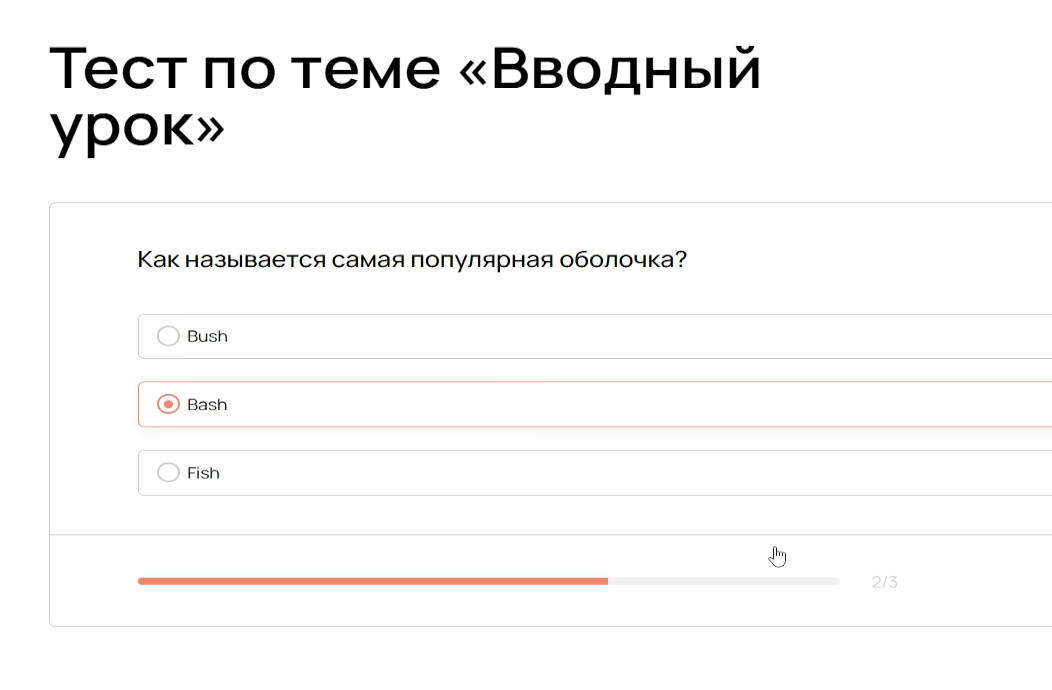 Тест по теме «Вводный
урок»
Как называется самая популярная оболочка?
Bush
Bash
Fish
2/3